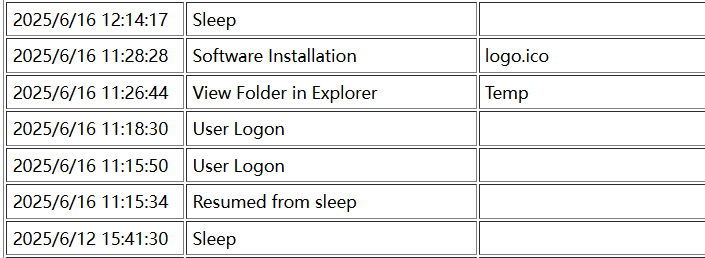 2025/6/16 12:14:17 Sleep
2025/6/16 11:28:28 Software Installation logo.ico
2025/6/16 11:26:44 View Folder in Explorer Temp
2025/6/16 11:18:30 User Logon
2025/6/16 11:15:50 User Logon
2025/6/16 11:15:34 Resumed from sleep
2025/6/12 15:41:30 Sleep